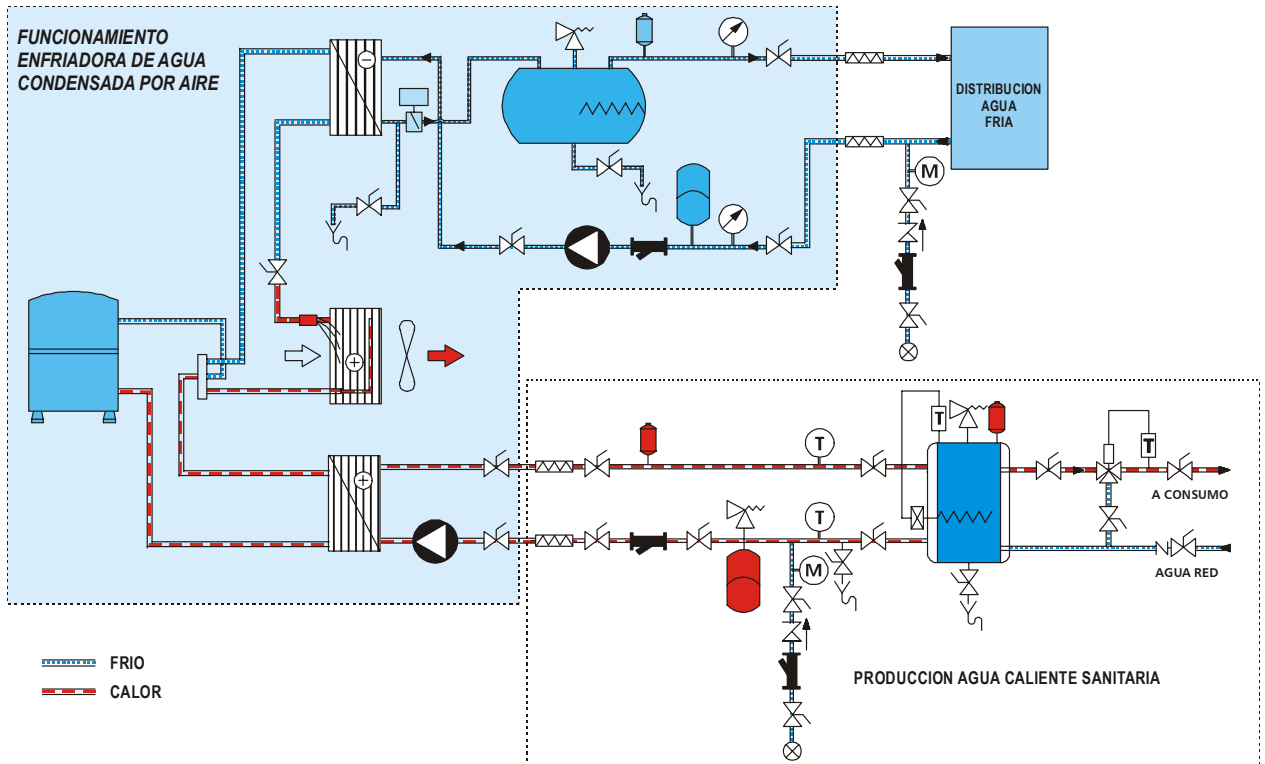 FUNCIONAMIENTO
ENFRIADORA DE AGUA
CONDENSADA POR AIRE
DISTRIBUCION
AGUA
FRIA
M
T
T
T
T
A CONSUMO
AGUA RED
M
FRIO
CALOR
PRODUCCION AGUA CALIENTE SANITARIA